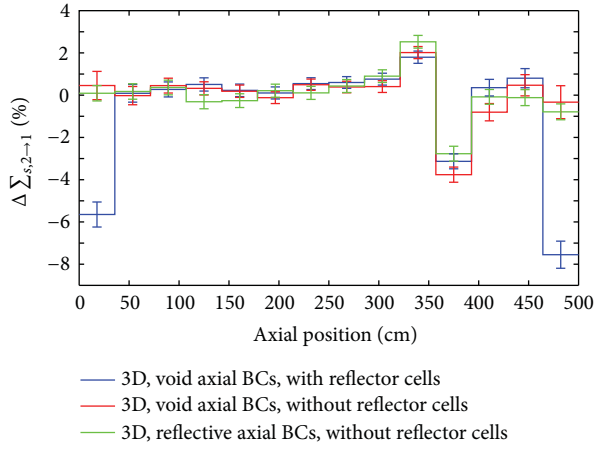 4
2
0
−2
−4
−6
−8
Δ Σs,2→1 (%)
0 50 100 150 200 250 300 350 400 450 500
Axial position (cm)
3D, void axial BCs, with reflector cells
3D, void axial BCs, without reflector cells
3D, reflective axial BCs, without reflector cells